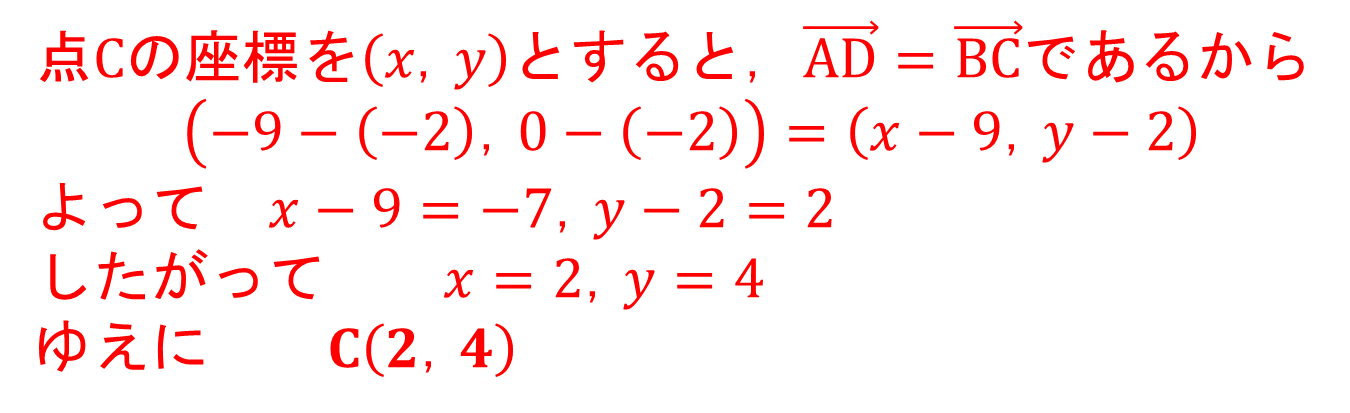 点Cの座標を(x, y)とすると, $\overrightarrow{AD} = \overrightarrow{BC}$であるから
(−9 − (−2), 0 − (−2)) = (x − 9, y − 2)
よって x − 9 = −7, y − 2 = 2
したがって x = 2, y = 4
ゆえに C(2, 4)